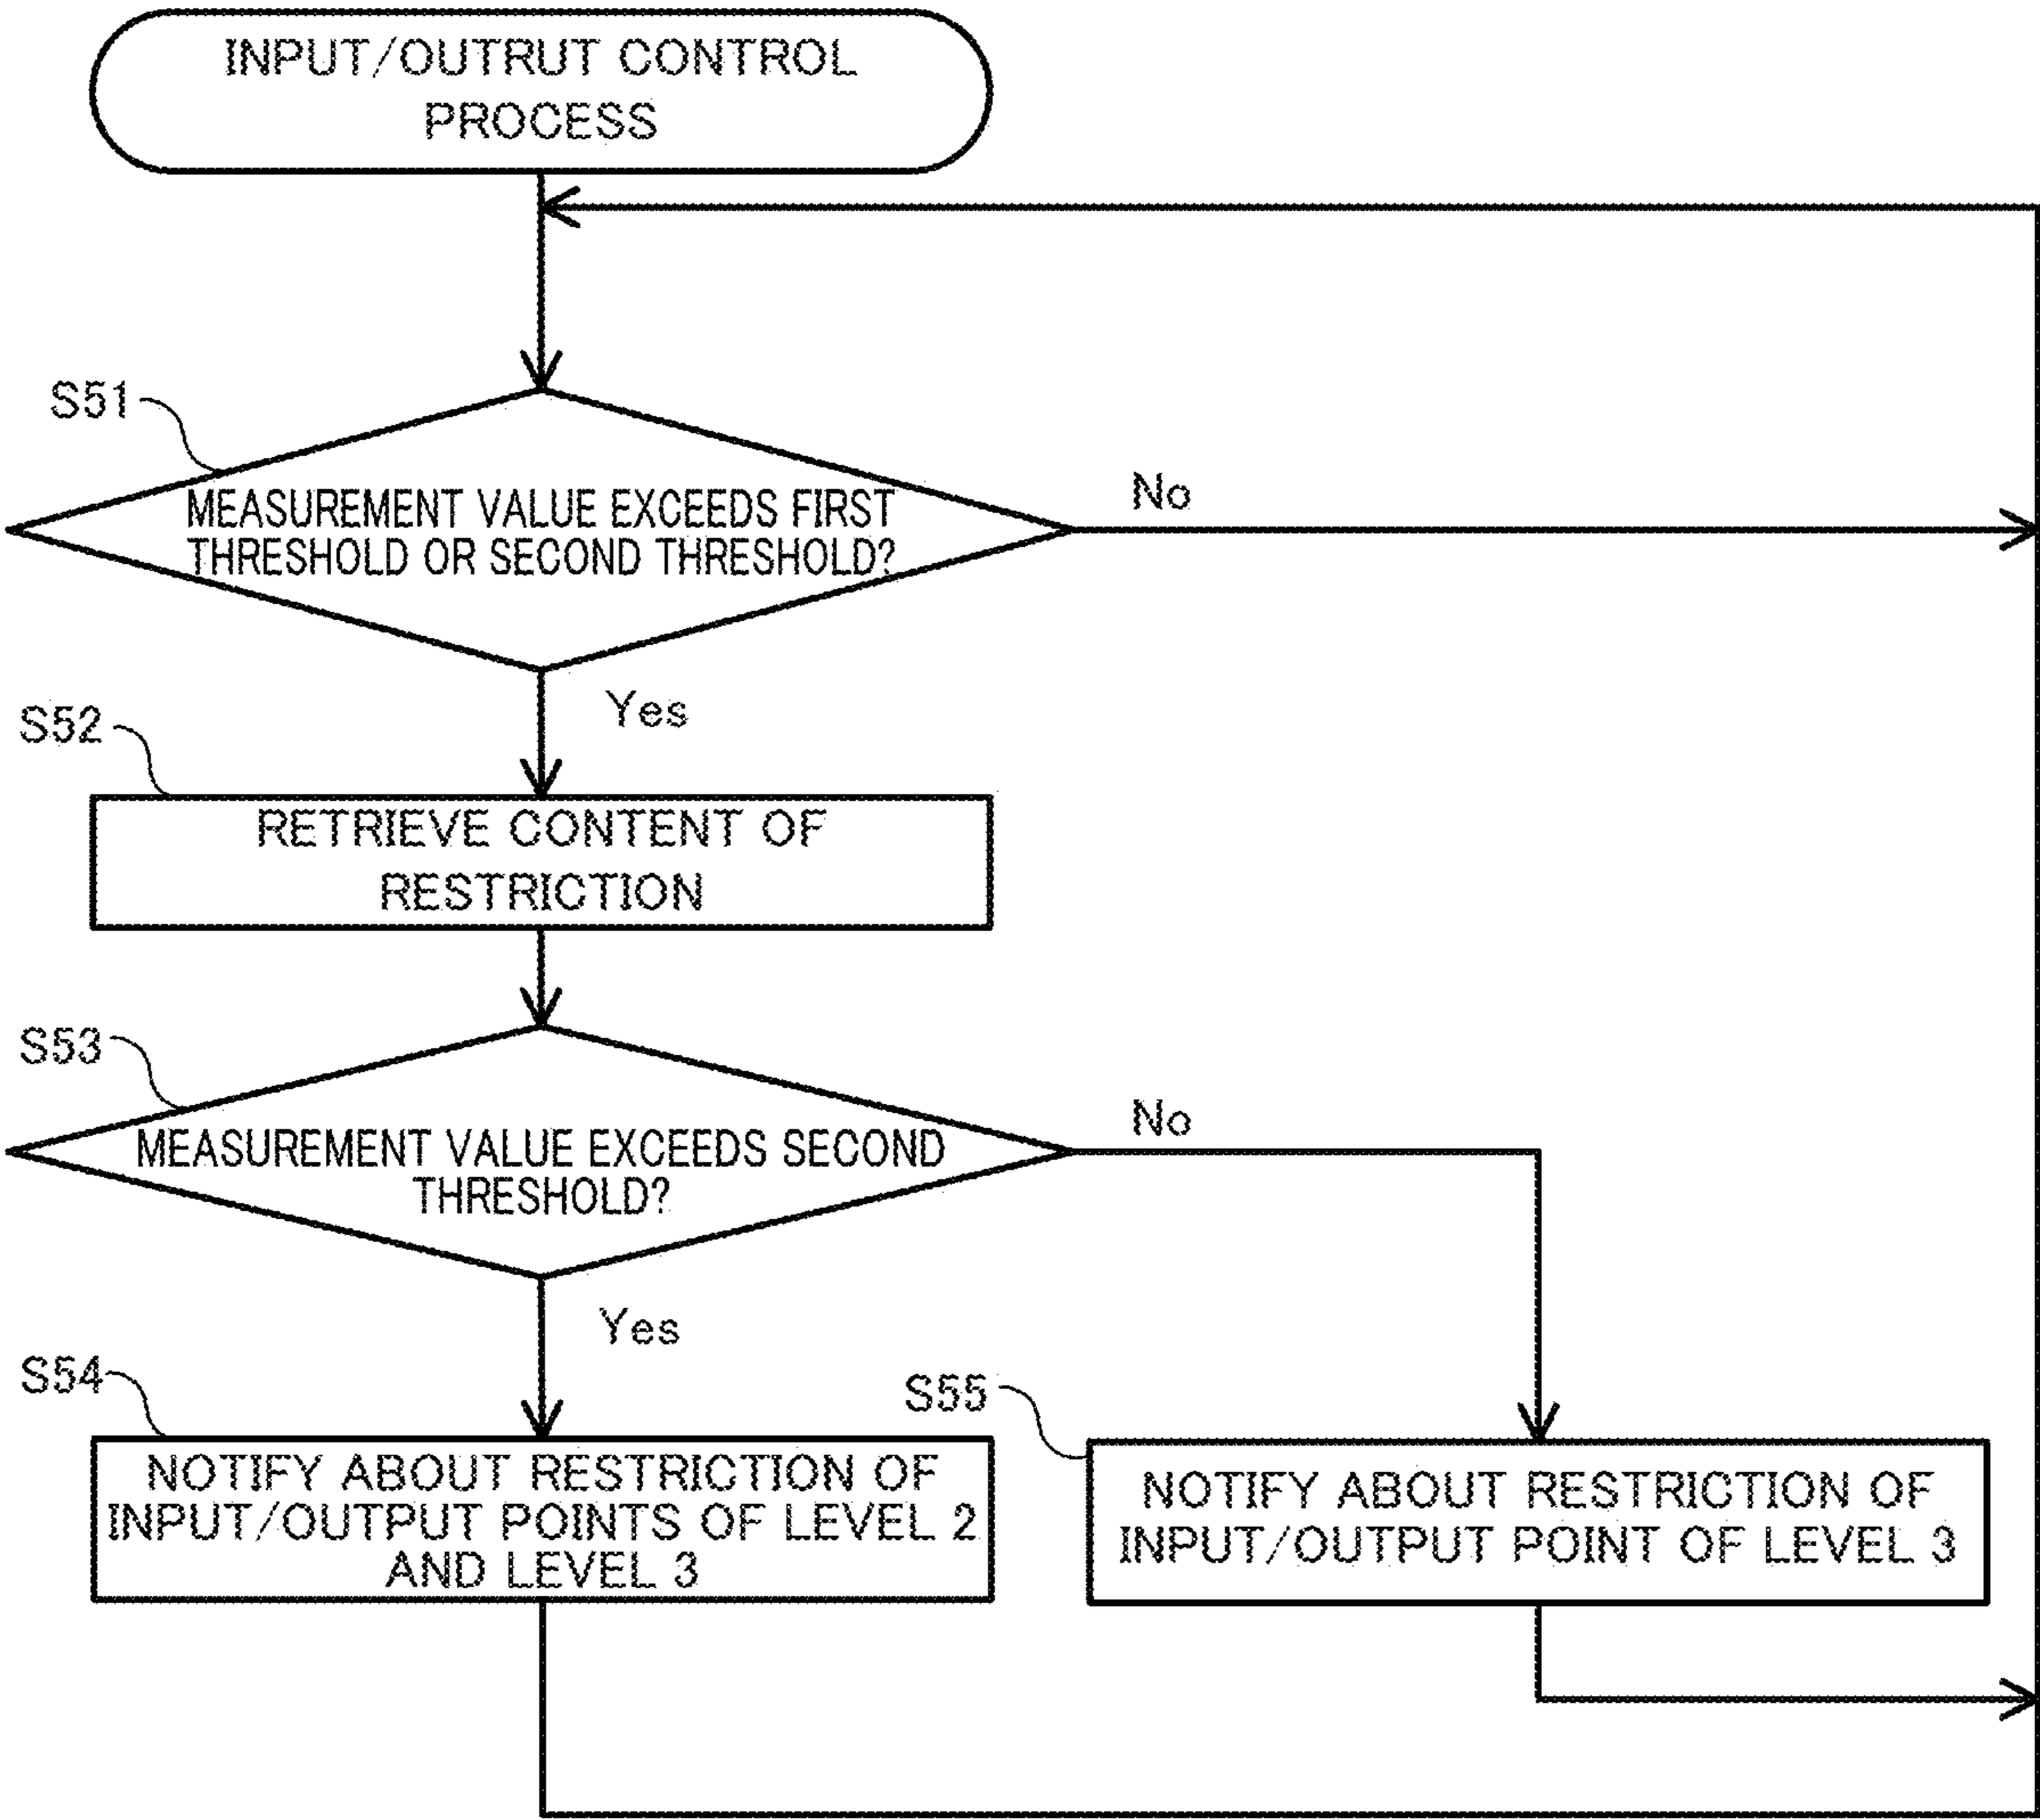 INPUT/OUTRUT CONTROL
PROCESS
S51
MEASUREMENT VALUE EXCEEDS FIRST
THRESHOLD OR SECOND THRESHOLD?
No
Yes
S52
RETRIEVE CONTENT OF
RESTRICTION
S53
MEASUREMENT VALUE EXCEEDS SECOND
THRESHOLD?
No
Yes
S54
NOTIFY ABOUT RESTRICTION OF
INPUT/OUTPUT POINTS OF LEVEL 2
AND LEVEL 3
S55
NOTIFY ABOUT RESTRICTION OF
INPUT/OUTPUT POINT OF LEVEL 3